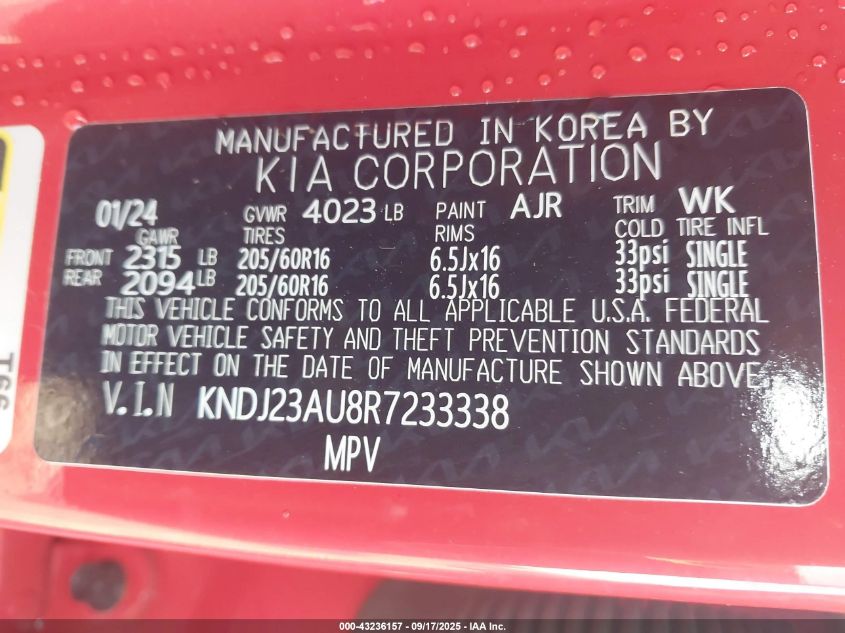 MANUFACTURED IN KOREA BY
KIA CORPORATION
01/24 GVWR 4023 LB PAINT AJR TRIM WK
GAWR TIRES RIMS COLD TIRE INFL
FRONT 2315 LB 205/60R16 6.5Jx16 33psi SINGLE
REAR 2094 LB 205/60R16 6.5Jx16 33psi SINGLE
THIS VEHICLE CONFORMS TO ALL APPLICABLE U.S.A. FEDERAL
MOTOR VEHICLE SAFETY AND THEFT PREVENTION STANDARDS
IN EFFECT ON THE DATE OF MANUFACTURE SHOWN ABOVE.
V.I.N KNDJ23AU8R7233338
MPV
000-43236157 - 09/17/2025 - IAA Inc.